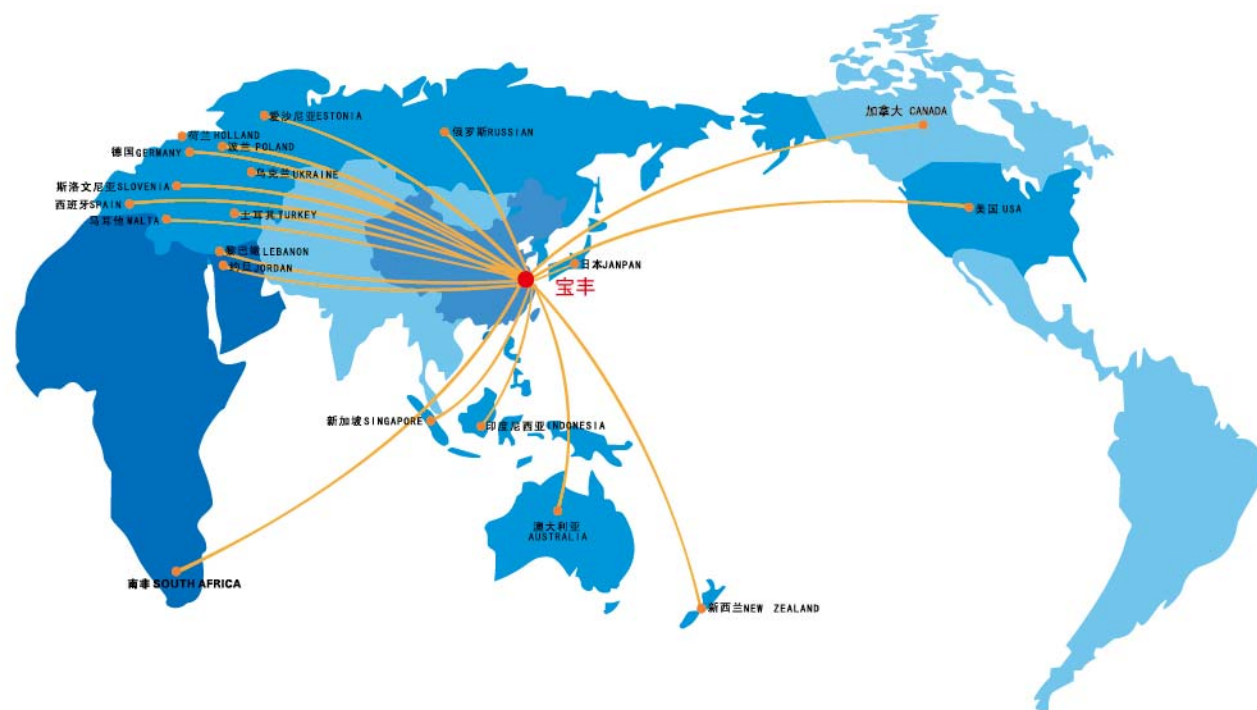 加拿大 CANADA
爱沙尼亚ESTONIA
俄罗斯RUSSIAN
荷兰HOLLAND
波兰 POLAND
德国GERMANY
乌克兰UKRAINE
斯洛文尼亚SLOVENIA
西班牙SPAIN
美国USA
土耳其TURKEY
马耳他MALTA
黎巴嫩LEBANON
日本JANPAN
约旦JORDAN
宝丰
新加坡SINGAPORE
印度尼西亚INDONESIA
澳大利亚
AUSTRALIA
南非SOUTH AFRICA
新西兰NEW ZEALAND